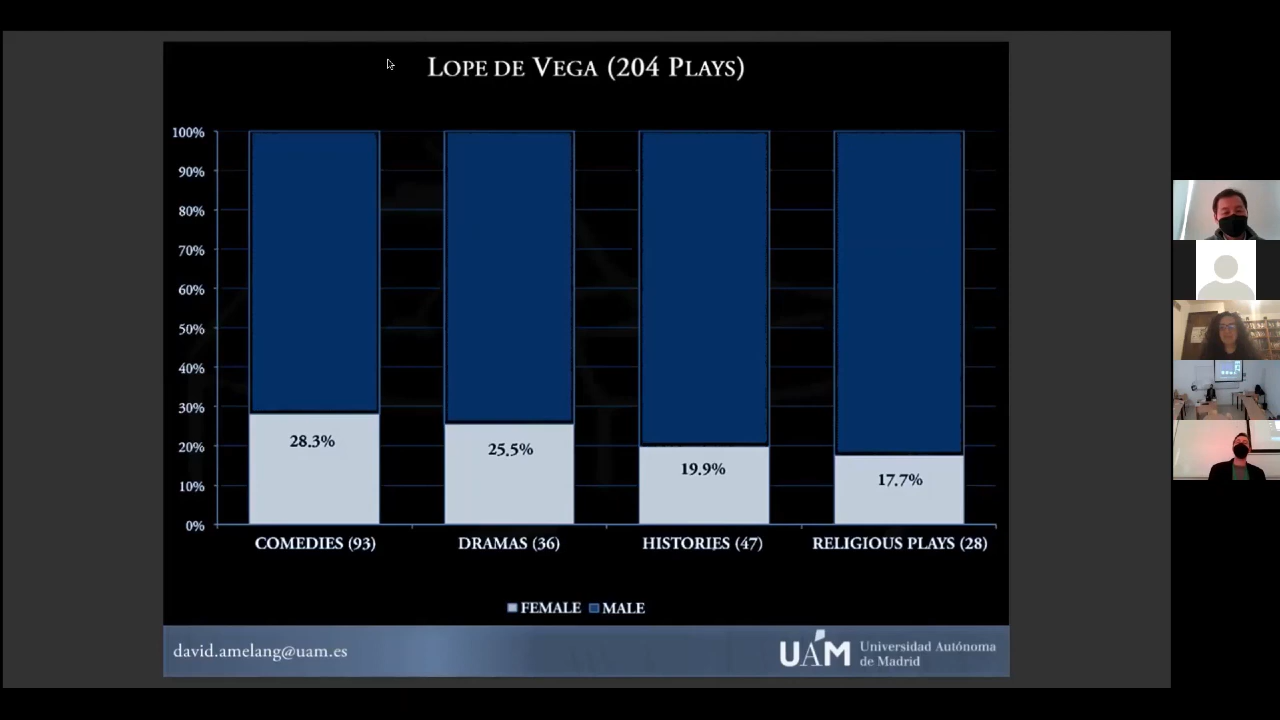 LOPE DE VEGA (204 PLAYS)
100%
90%
80%
70%
60%
50%
40%
30%
20%
10%
0%
28.3%
25.5%
19.9%
17.7%
COMEDIES (93)
DRAMAS (36)
HISTORIES (47)
RELIGIOUS PLAYS (28)
FEMALE MALE
david.amelang@uam.es
UAM
Universidad Autónoma
de Madrid